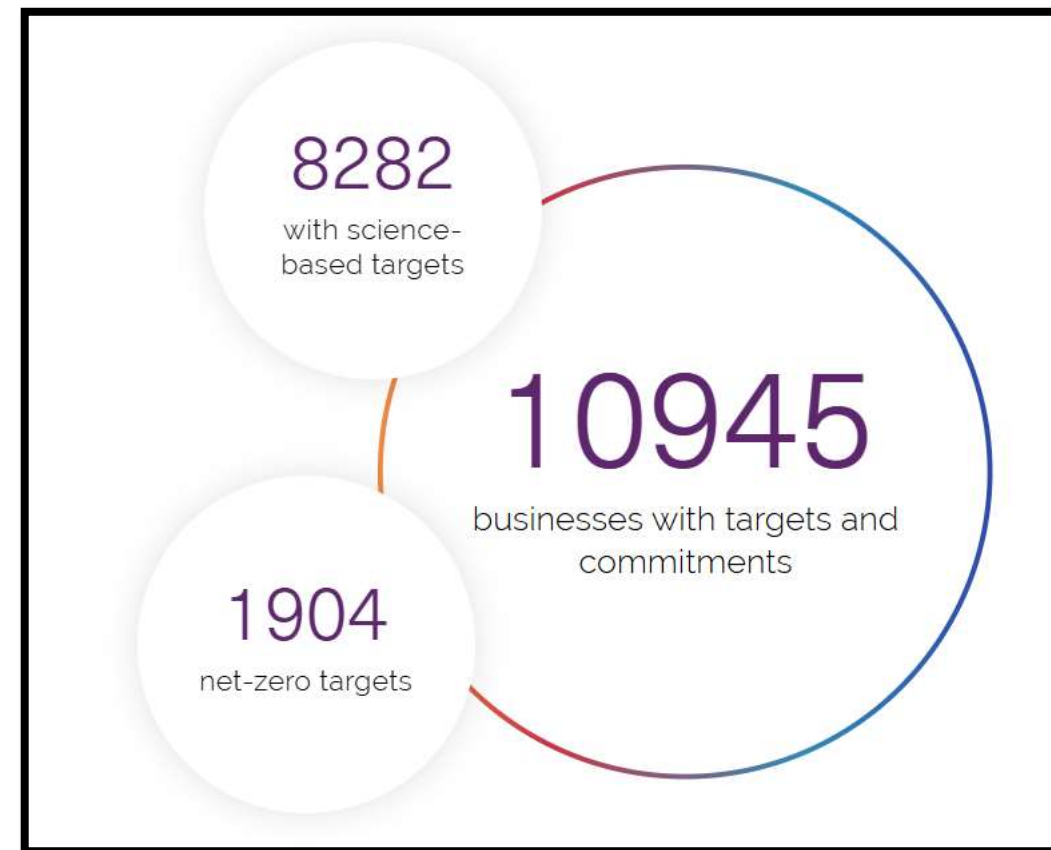 8282
with science-
based targets
10945
businesses with targets and
commitments
1904
net-zero targets